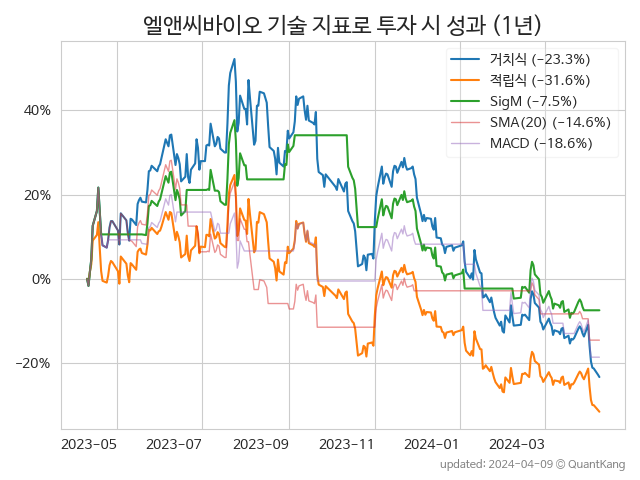 엘앤씨바이오 기술 지표로 투자 시 성과 (1년)
거치식 (−23.3%)
적립식 (−31.6%)
SigM (−7.5%)
SMA(20) (−14.6%)
MACD (−18.6%)
40%
20%
0%
−20%
2023-05 2023-07 2023-09 2023-11 2024-01 2024-03
updated: 2024-04-09 © QuantKang